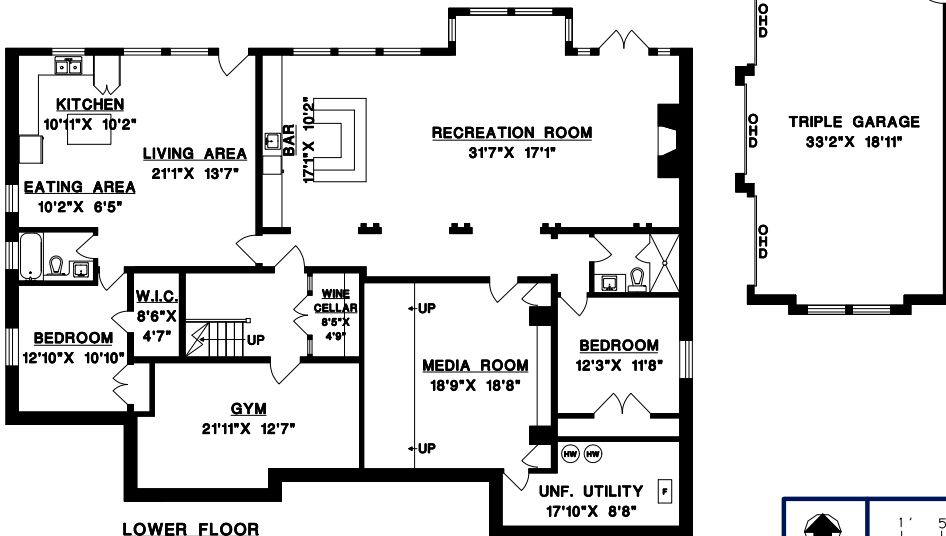 OHD
KITCHEN
10'11"X 10'2"
BAR
17'1"X 10'2"
RECREATION ROOM
31'7"X 17'1"
TRIPLE GARAGE
33'2"X 18'11"
OHD
LIVING AREA
21'1"X 13'7"
EATING AREA
10'2"X 6'5"
OHD
W.I.C.
8'6"X
4'7"
WINE
CELLAR
8'5"X
4'9"
UP
UP
BEDROOM
12'10"X 10'10"
BEDROOM
12'3"X 11'8"
MEDIA ROOM
18'9"X 18'8"
GYM
21'11"X 12'7"
UP
HW HW
UNF. UTILITY
17'10"X 8'8"
F
LOWER FLOOR
1' 5